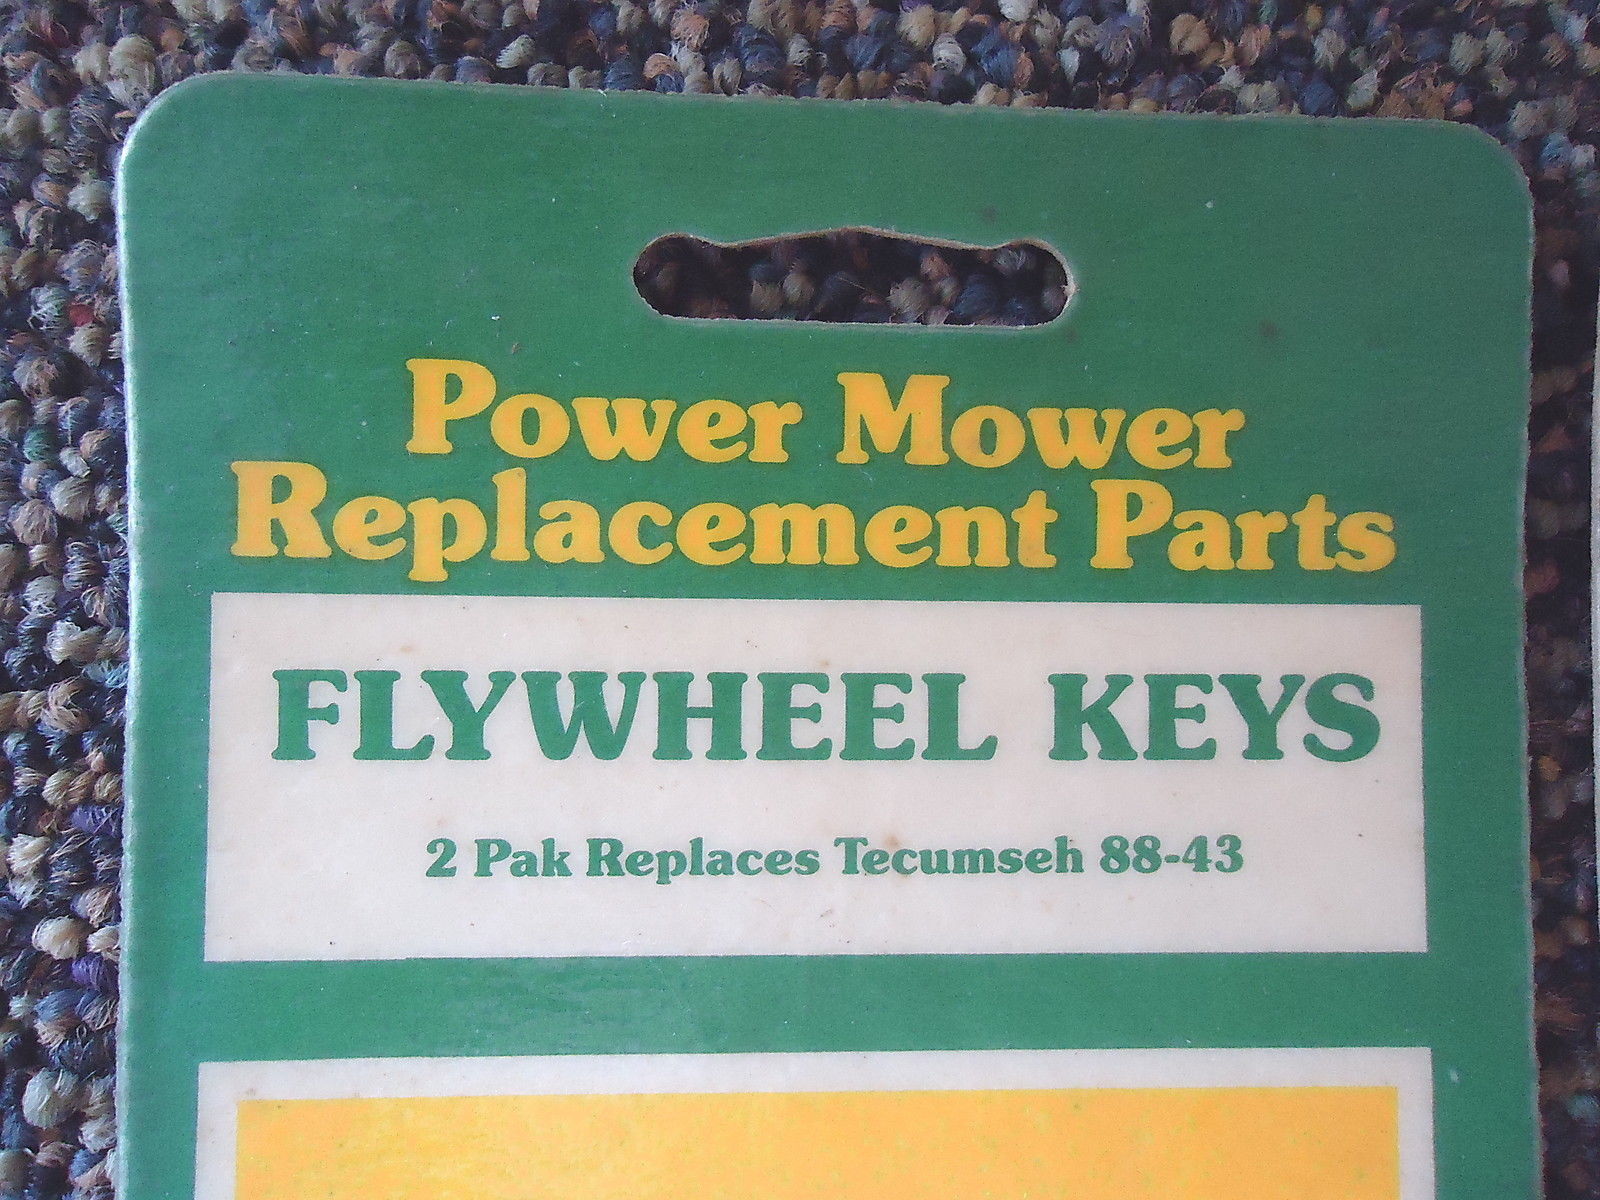 Power Mower
Replacement Parts
FLYWHEEL KEYS
2 Pak Replaces Tecumseh 88-43